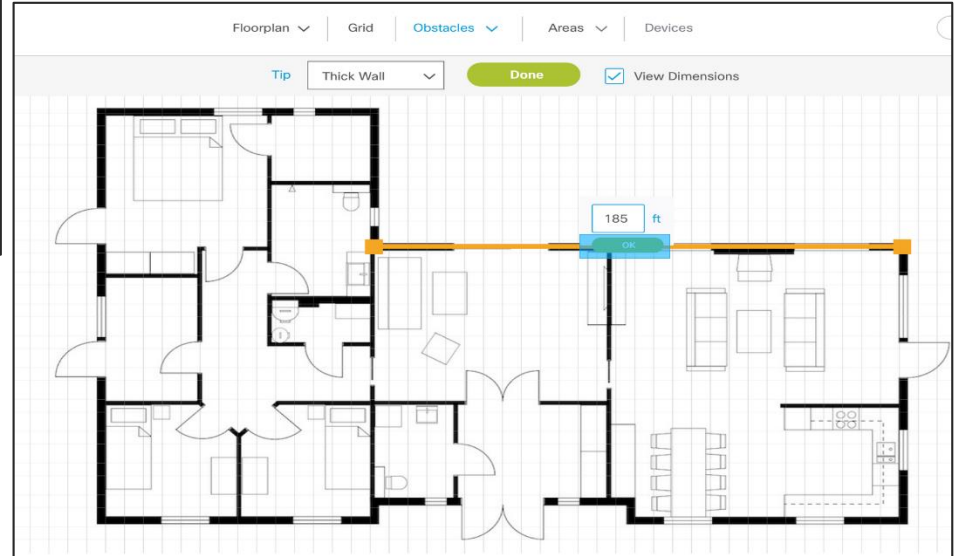 Floorplan Grid Obstacles Areas Devices
Tip Thick Wall Done View Dimensions
185 ft
OK